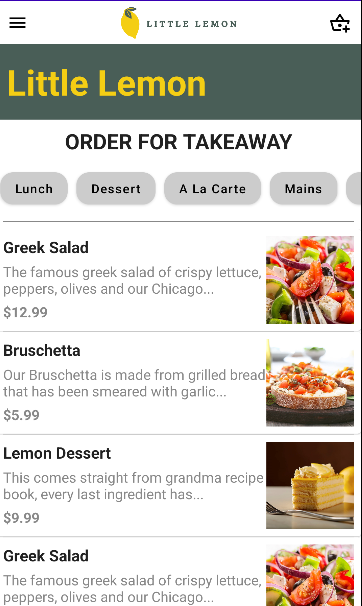 LITTLE LEMON
Little Lemon
ORDER FOR TAKEAWAY
Lunch Dessert A La Carte Mains
Greek Salad
The famous greek salad of crispy lettuce,
peppers, olives and our Chicago...
$12.99
Bruschetta
Our Bruschetta is made from grilled bread
that has been smeared with garlic...
$5.99
Lemon Dessert
This comes straight from grandma recipe
book, every last ingredient has...
$9.99
Greek Salad
The famous greek salad of crispy lettuce,
peppers, olives and our Chicago...